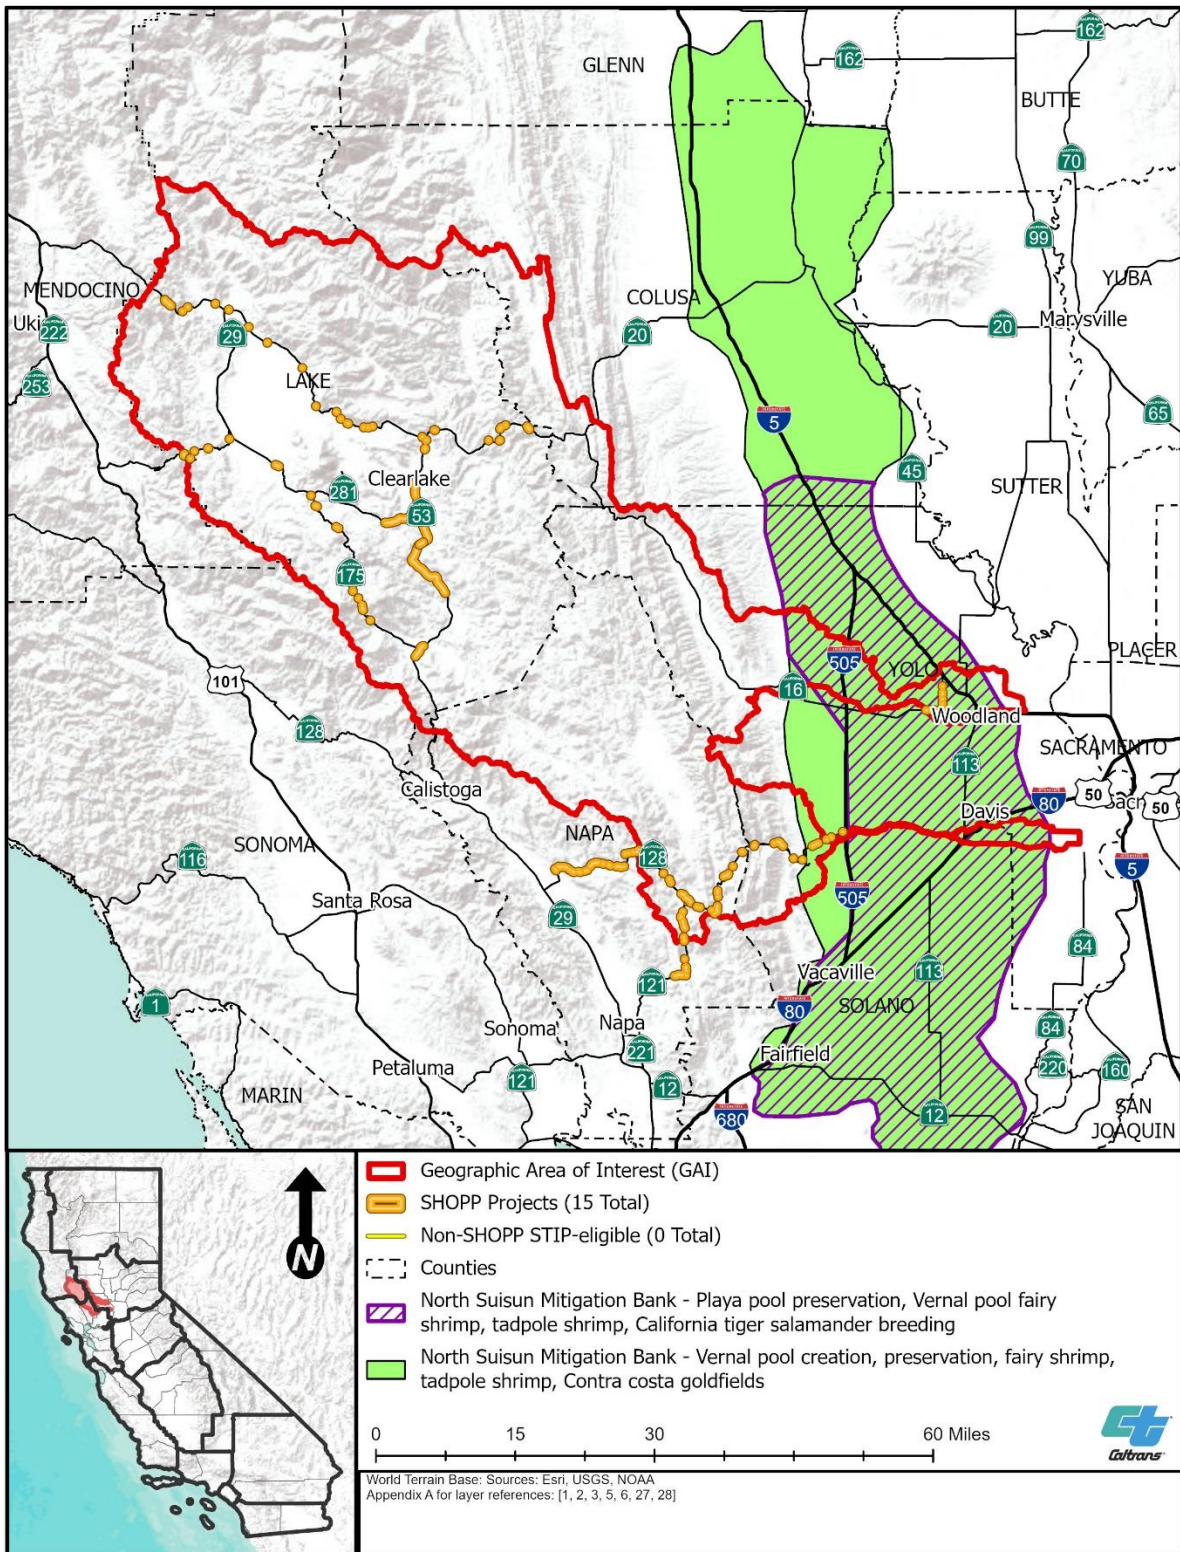 GLENN
162
162
BUTTE
70
99
YUBA
MENDOCINO
COLUSA
Uki
222
29
20
20
Marysville
253
LAKE
65
5
45
Clearlake
281
53
SUTTER
175
PLACER
505
YOLO
101
16
Woodland
128
SACRAMENTO
113
Calistoga
80
50
Sacr
50
Davis
NAPA
SONOMA
116
128
5
Santa Rosa
505
29
84
Vacaville
113
121
1
80
SOLANO
Sonoma
Napa
84
221
Fairfield
Petaluma
121
12
220
160
MARIN
680
12
SAN
JOAQUIN
N
Geographic Area of Interest (GAI)
SHOPP Projects (15 Total)
Non-SHOPP STIP-eligible (0 Total)
Counties
North Suisun Mitigation Bank - Playa pool preservation, Vernal pool fairy
shrimp, tadpole shrimp, California tiger salamander breeding
North Suisun Mitigation Bank - Vernal pool creation, preservation, fairy shrimp,
tadpole shrimp, Contra costa goldfields
0 15 30 60 Miles
ct
Caltrans
World Terrain Base: Sources: Esri, USGS, NOAA
Appendix A for layer references: [1, 2, 3, 5, 6, 27, 28]